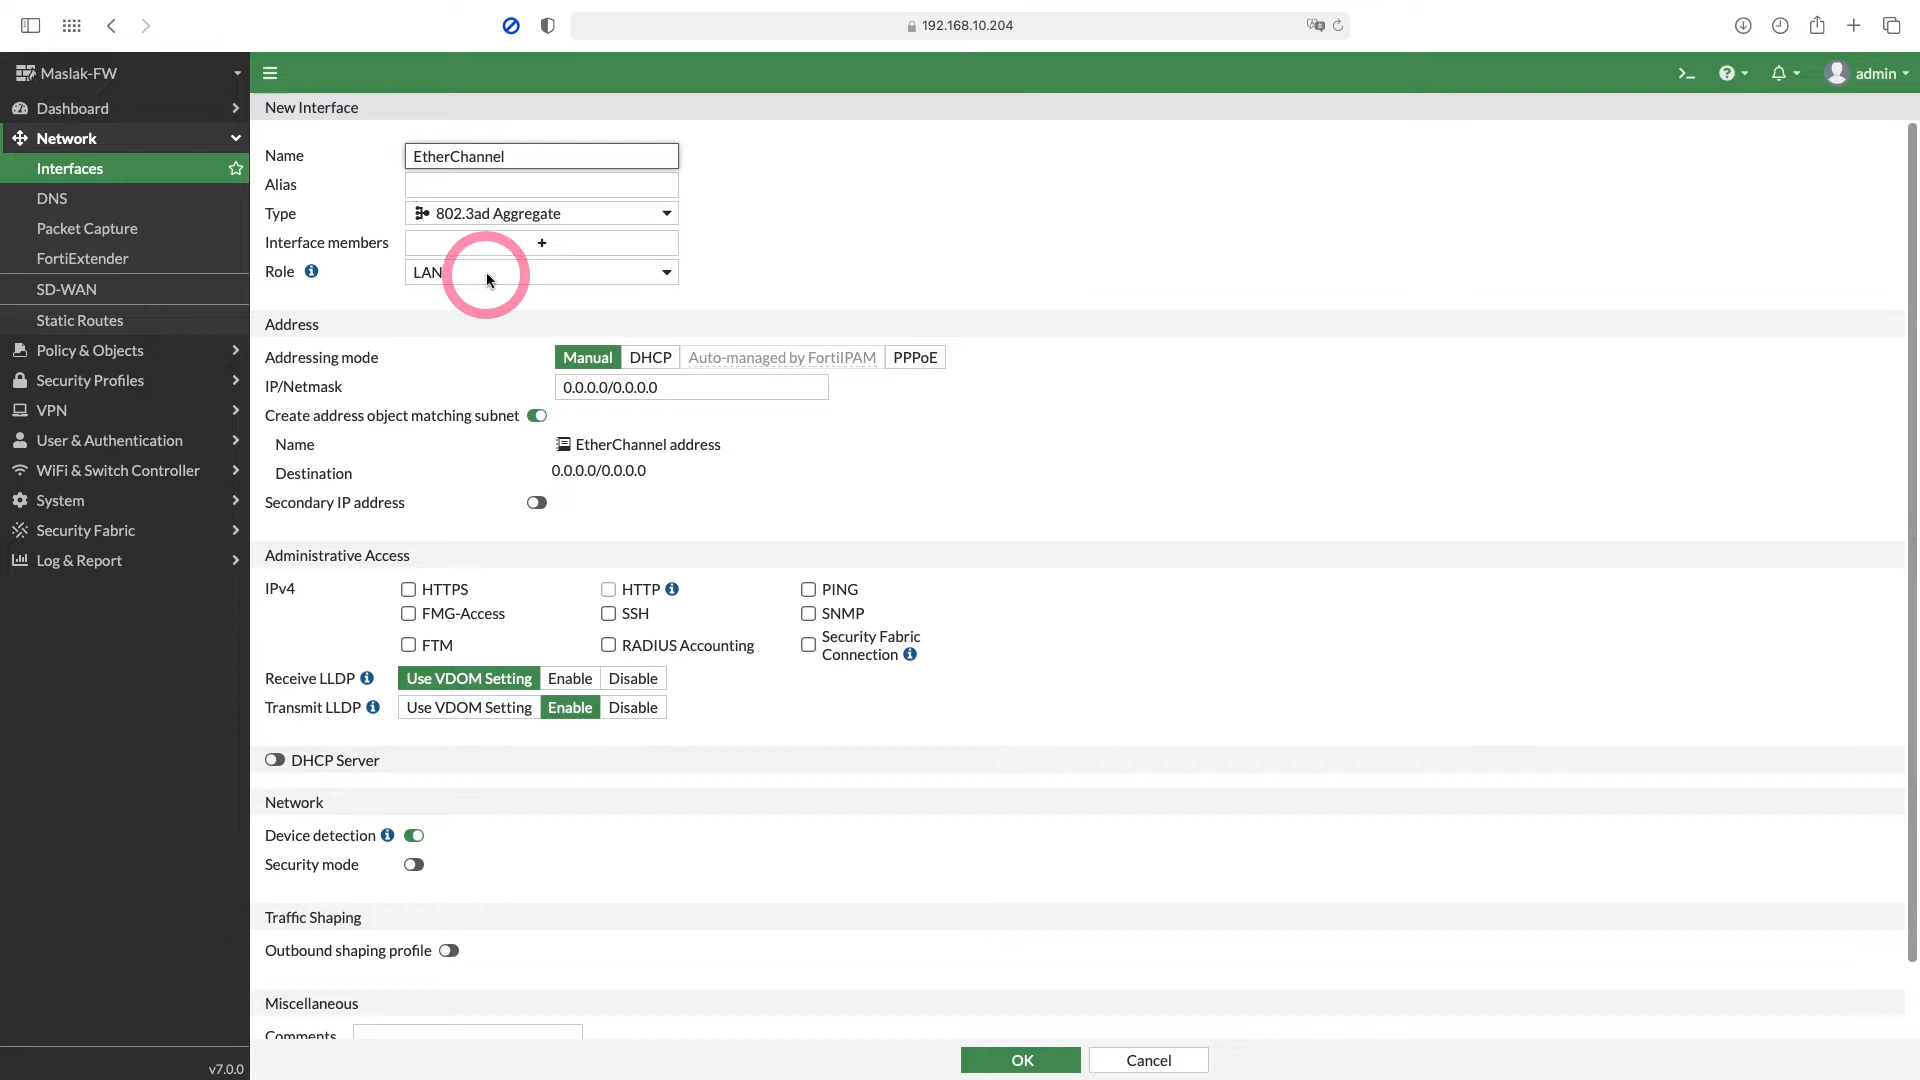 192.168.10.204
Maslak-FW
admin
Dashboard
Network
Interfaces
DNS
Packet Capture
FortiExtender
SD-WAN
Static Routes
Policy & Objects
Security Profiles
VPN
User & Authentication
WiFi & Switch Controller
System
Security Fabric
Log & Report
v7.0.0
New Interface
Name EtherChannel
Alias
Type 802.3ad Aggregate
Interface members +
Role LAN
Address
Addressing mode Manual DHCP Auto-managed by FortiIPAM PPPoE
IP/Netmask 0.0.0.0/0.0.0.0
Create address object matching subnet
Name EtherChannel address
Destination 0.0.0.0/0.0.0.0
Secondary IP address
Administrative Access
IPv4 HTTPS HTTP PING
FMG-Access SSH SNMP
FTM RADIUS Accounting Security Fabric
Connection
Receive LLDP Use VDOM Setting Enable Disable
Transmit LLDP Use VDOM Setting Enable Disable
DHCP Server
Network
Device detection
Security mode
Traffic Shaping
Outbound shaping profile
Miscellaneous
Comments
OK Cancel